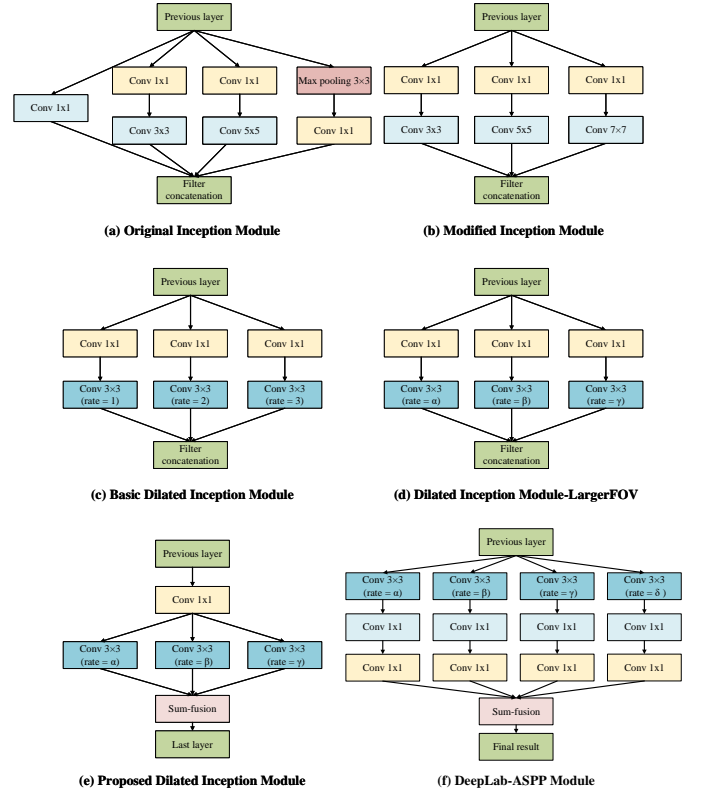 Previous layer
Conv 1x1
Conv 1x1
Max pooling 3×3
Conv 1x1
Conv 3x3
Conv 5x5
Conv 1x1
Filter
concatenation
(a) Original Inception Module
Previous layer
Conv 1x1
Conv 1x1
Conv 1x1
Conv 3x3
Conv 5x5
Conv 7×7
Filter
concatenation
(b) Modified Inception Module
Previous layer
Conv 1x1
Conv 1x1
Conv 1x1
Conv 3×3
(rate = 1)
Conv 3×3
(rate = 2)
Conv 3×3
(rate = 3)
Filter
concatenation
(c) Basic Dilated Inception Module
Previous layer
Conv 1x1
Conv 1x1
Conv 1x1
Conv 3×3
(rate = α)
Conv 3×3
(rate = β)
Conv 3×3
(rate = γ)
Filter
concatenation
(d) Dilated Inception Module-LargerFOV
Previous layer
Conv 1x1
Conv 3×3
(rate = α)
Conv 3×3
(rate = β)
Conv 3×3
(rate = γ)
Sum-fusion
Last layer
(e) Proposed Dilated Inception Module
Previous layer
Conv 3×3
(rate = α)
Conv 3×3
(rate = β)
Conv 3×3
(rate = γ)
Conv 3×3
(rate = δ )
Conv 1x1
Conv 1x1
Conv 1x1
Conv 1x1
Conv 1x1
Conv 1x1
Conv 1x1
Conv 1x1
Sum-fusion
Final result
(f) DeepLab-ASPP Module